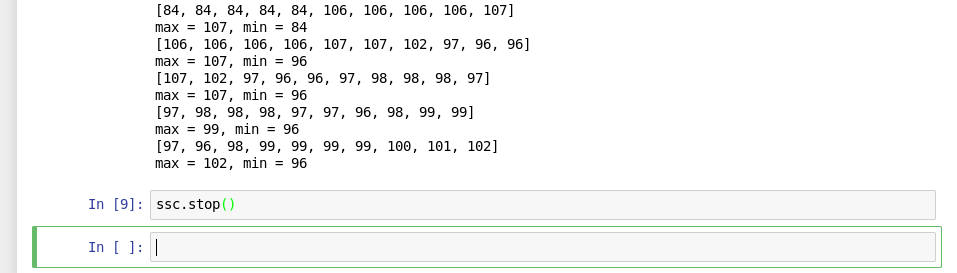 [84, 84, 84, 84, 84, 106, 106, 106, 106, 107]
max = 107, min = 84
[106, 106, 106, 106, 107, 107, 102, 97, 96, 96]
max = 107, min = 96
[107, 102, 97, 96, 96, 97, 98, 98, 98, 97]
max = 107, min = 96
[97, 98, 98, 98, 97, 97, 96, 98, 99, 99]
max = 99, min = 96
[97, 96, 98, 99, 99, 99, 99, 100, 101, 102]
max = 102, min = 96
In [9]: ssc.stop()
In [ ]: